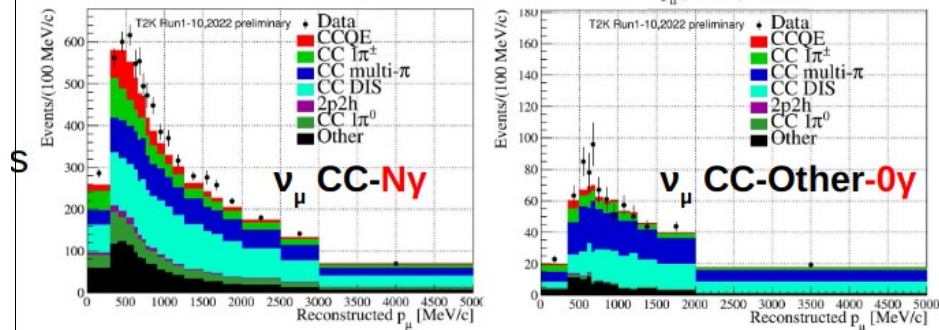 S
Events/(100 MeV/c)
600
500
400
300
200
100
0
T2K Run1-10,2022 preliminary
Data
CCQE
CC 1π±
CC multi-π
CC DIS
2p2h
CC 1π⁰
Other
νμ CC-Nγ
0 500 1000 1500 2000 2500 3000 3500 4000 4500 5000
Reconstructed pμ [MeV/c]
Events/(100 MeV/c)
180
160
140
120
100
80
60
40
20
0
T2K Run1-10,2022 preliminary
Data
CCQE
CC 1π±
CC multi-π
CC DIS
2p2h
CC 1π⁰
Other
νμ CC-Other-0γ
0 500 1000 1500 2000 2500 3000 3500 4000 4500 5000
Reconstructed pμ [MeV/c]